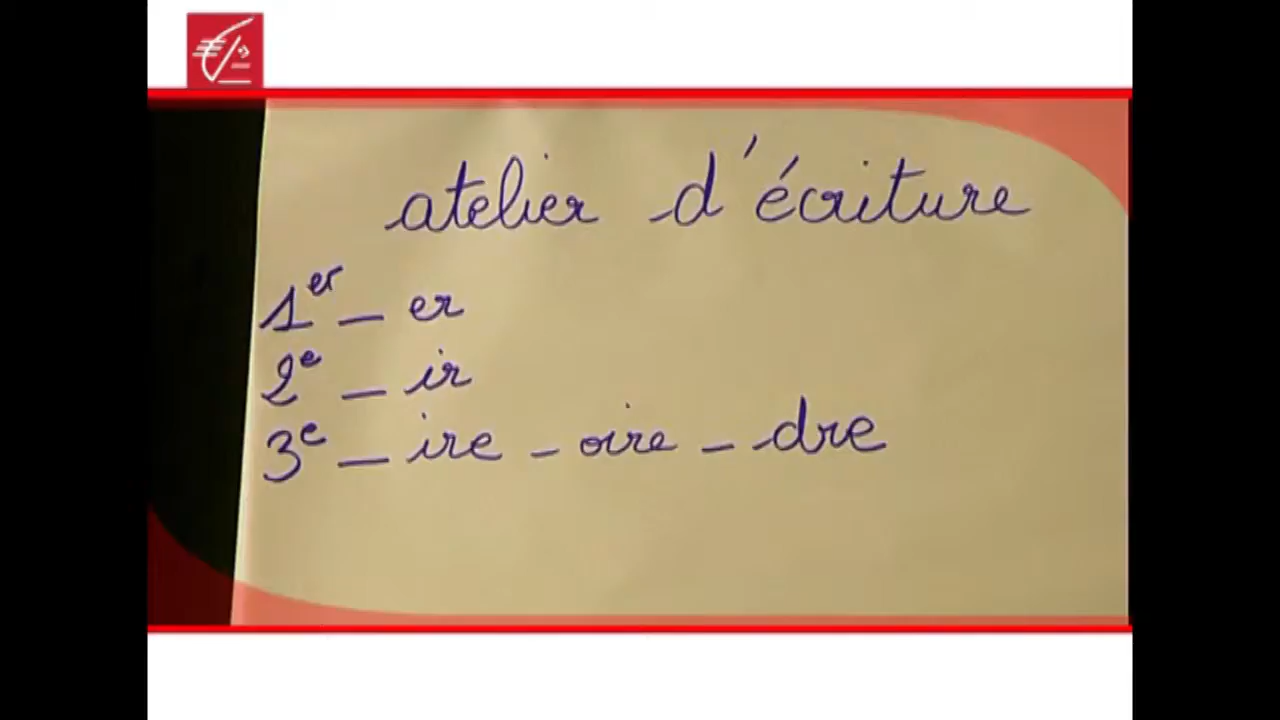 atelier d'écriture
1er - er
2e - ir
3e - ire - oire - dre